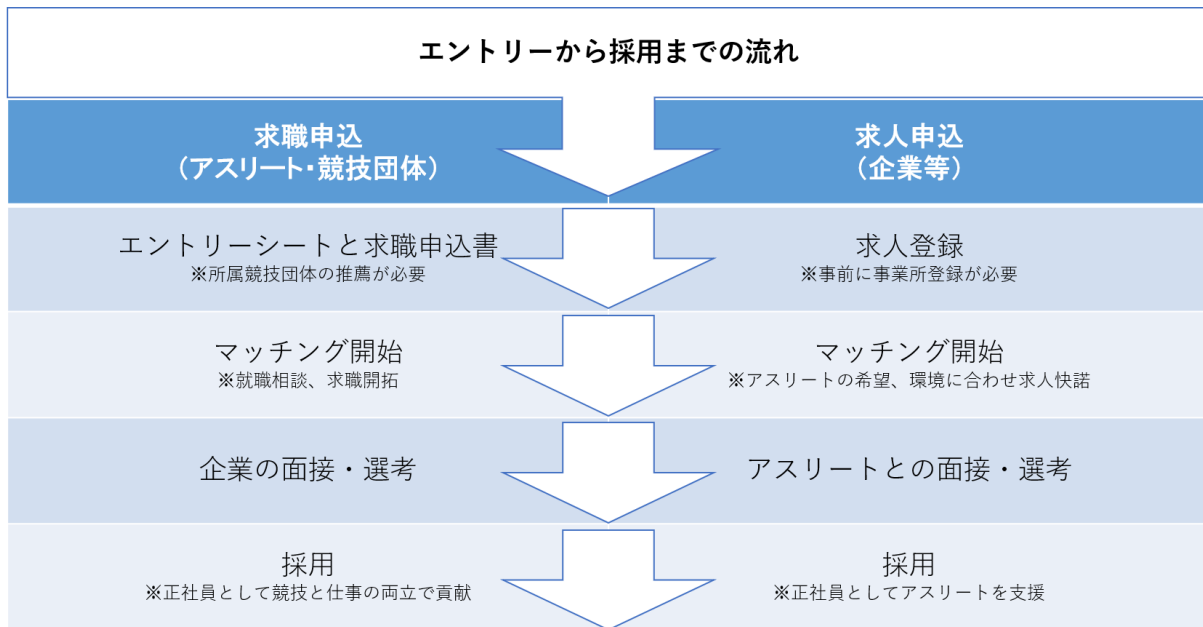 エントリーから採用までの流れ
求職申込
（アスリート・競技団体）
求人申込
（企業等）
エントリーシートと求職申込書
※所属競技団体の推薦が必要
求人登録
※事前に事業所登録が必要
マッチング開始
※就職相談、求職開拓
マッチング開始
※アスリートの希望、環境に合わせ求人快諾
企業の面接・選考
アスリートとの面接・選考
採用
※正社員として競技と仕事の両立で貢献
採用
※正社員としてアスリートを支援